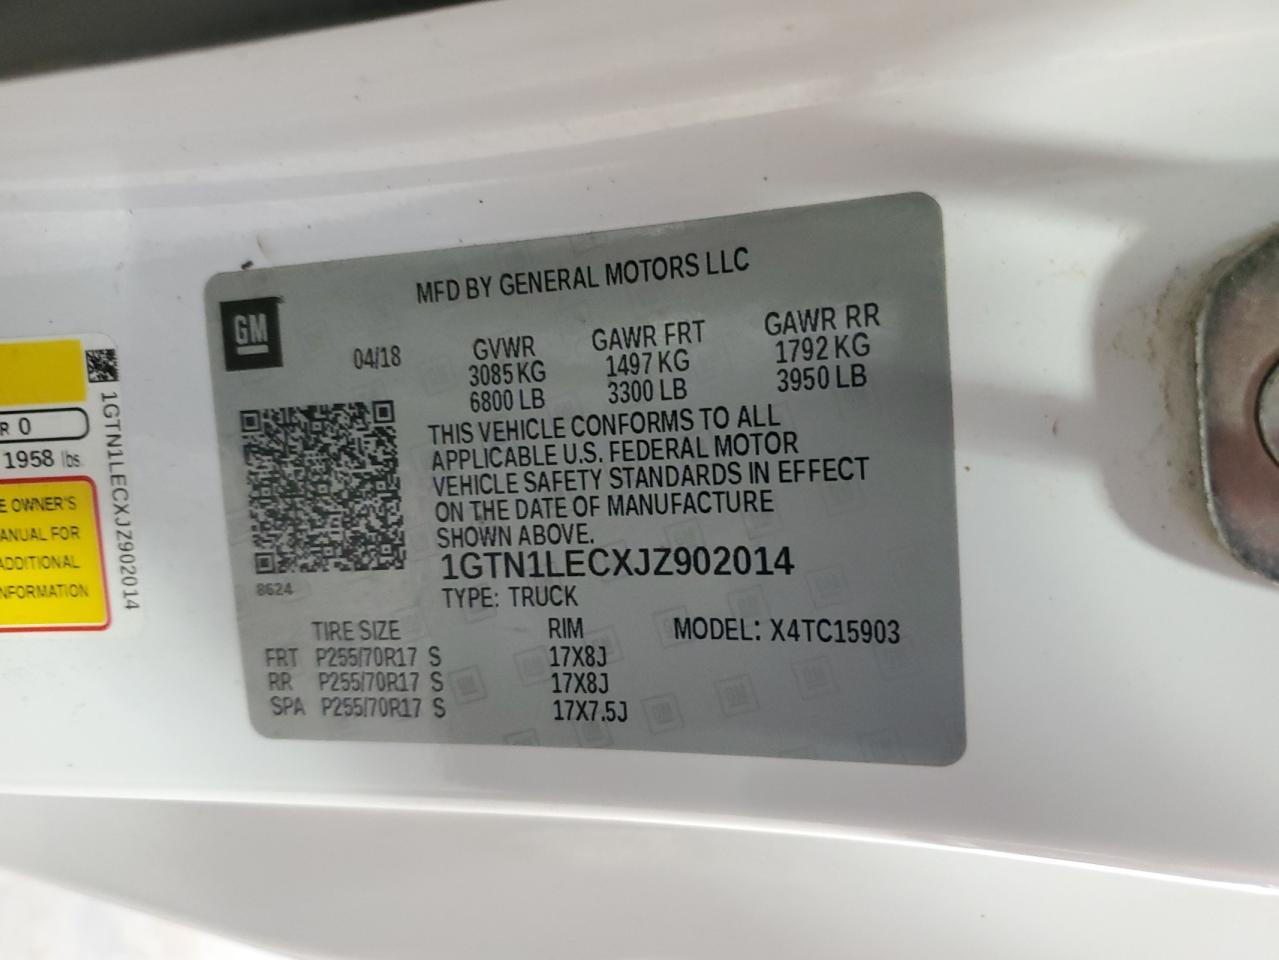 MFD BY GENERAL MOTORS LLC
GM
04/18
GVWR GAWR FRT GAWR RR
3085 KG 1497 KG 1792 KG
6800 LB 3300 LB 3950 LB
THIS VEHICLE CONFORMS TO ALL
APPLICABLE U.S. FEDERAL MOTOR
VEHICLE SAFETY STANDARDS IN EFFECT
ON THE DATE OF MANUFACTURE
SHOWN ABOVE.
1GTN1LECXJZ902014
8624
TYPE: TRUCK
TIRE SIZE RIM MODEL: X4TC15903
FRT P255/70R17 S 17X8J
RR P255/70R17 S 17X8J
SPA P255/70R17 S 17X7.5J
R 0
1958 lbs
E OWNER'S
ANUAL FOR
ADDITIONAL
NFORMATION
1GTN1LECXJZ902014